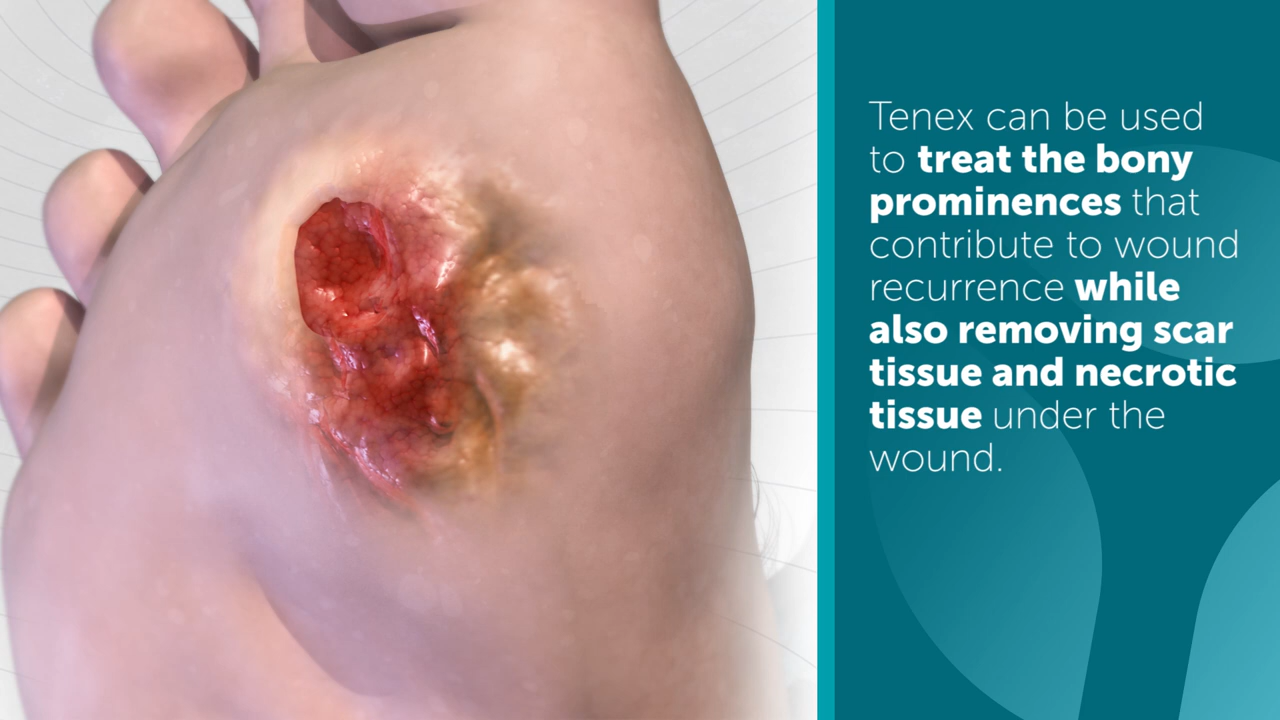 Tenex can be used
to treat the bony
prominences that
contribute to wound
recurrence while
also removing scar
tissue and necrotic
tissue under the
wound.